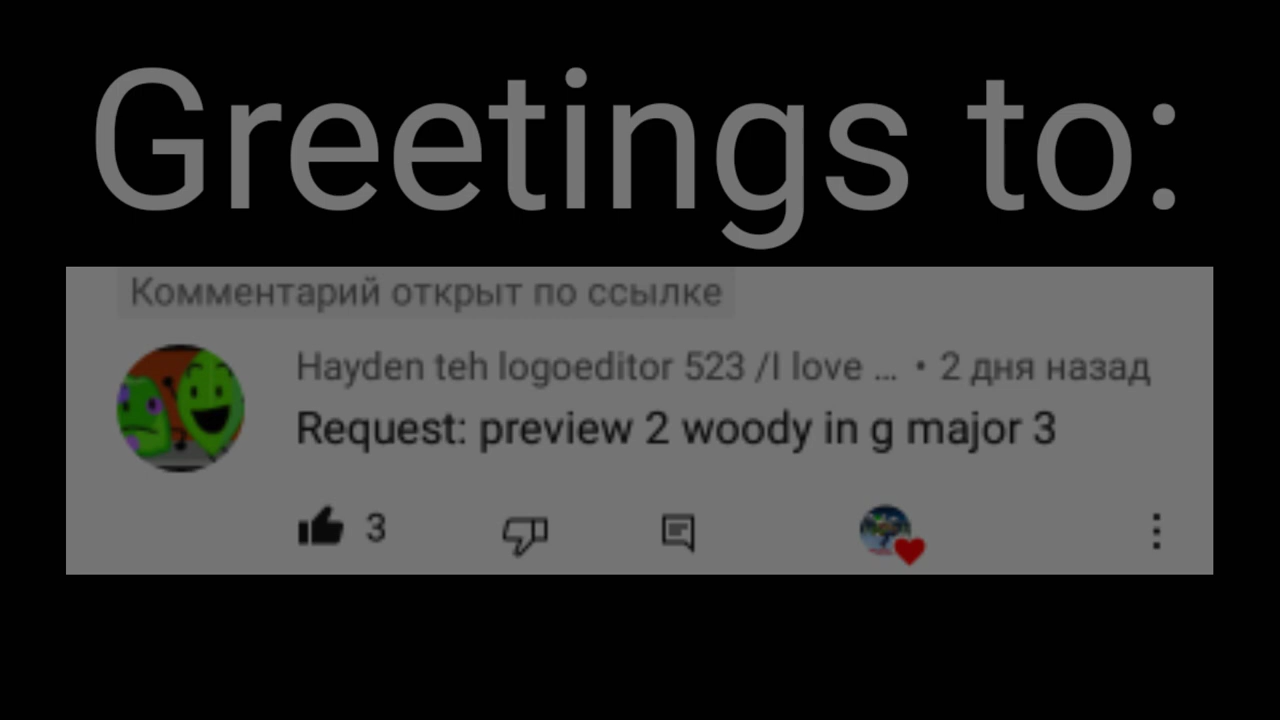 Greetings to:
Комментарий открыт по ссылке
Hayden teh logoeditor 523 /I love ... • 2 дня назад
Request: preview 2 woody in g major 3
3